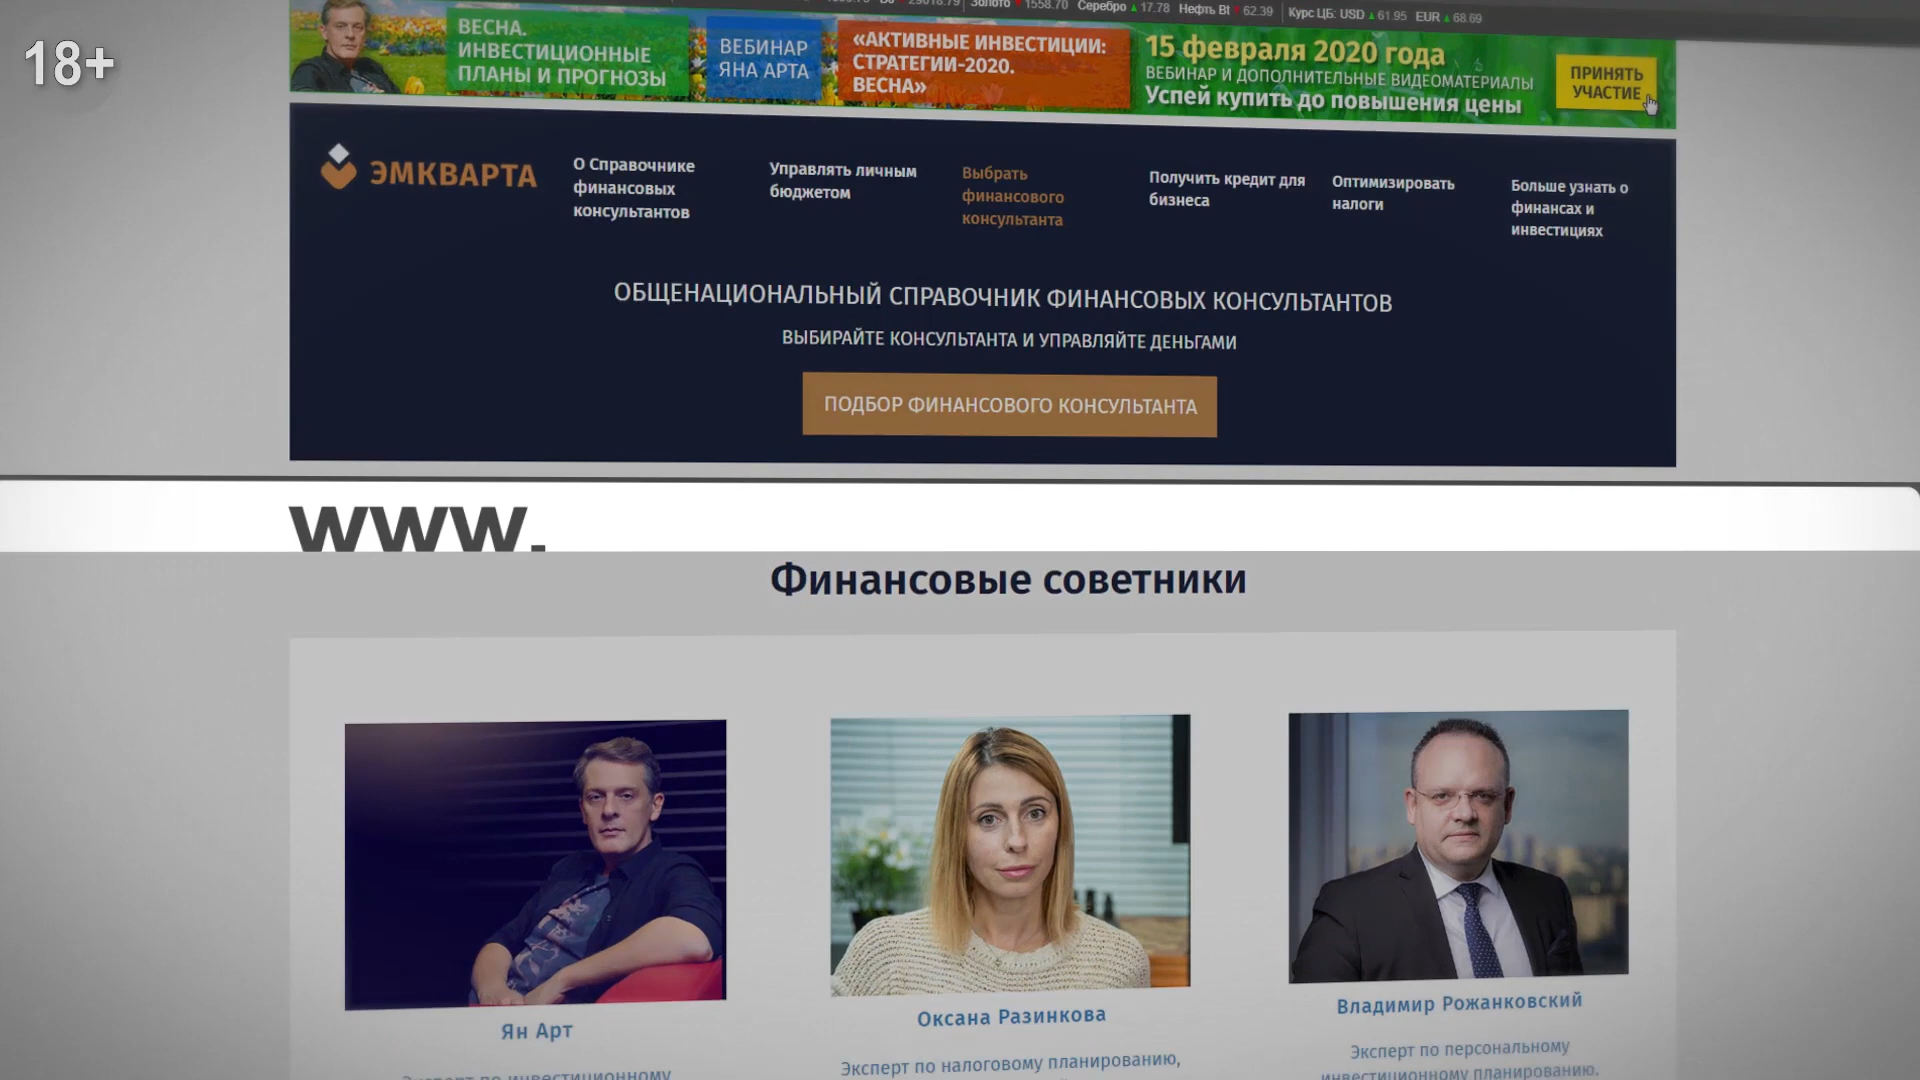 Золото 1558.70 Серебро 17.78 Нефть Bt 62.39 Курс ЦБ: USD 61.95 EUR 68.69
18+
ВЕСНА.
ИНВЕСТИЦИОННЫЕ
ПЛАНЫ И ПРОГНОЗЫ
ВЕБИНАР
ЯНА АРТА
«АКТИВНЫЕ ИНВЕСТИЦИИ:
СТРАТЕГИИ-2020.
ВЕСНА»
15 февраля 2020 года
ВЕБИНАР И ДОПОЛНИТЕЛЬНЫЕ ВИДЕОМАТЕРИАЛЫ
Успей купить до повышения цены
ПРИНЯТЬ
УЧАСТИЕ
ЭМКВАРТА
О Справочнике
финансовых
консультантов
Управлять личным
бюджетом
Выбрать
финансового
консультанта
Получить кредит для
бизнеса
Оптимизировать
налоги
Больше узнать о
финансах и
инвестициях
ОБЩЕНАЦИОНАЛЬНЫЙ СПРАВОЧНИК ФИНАНСОВЫХ КОНСУЛЬТАНТОВ
ВЫБИРАЙТЕ КОНСУЛЬТАНТА И УПРАВЛЯЙТЕ ДЕНЬГАМИ
ПОДБОР ФИНАНСОВОГО КОНСУЛЬТАНТА
www.
Финансовые советники
Ян Арт
Эксперт по инвестиционному
Оксана Разинкова
Эксперт по налоговому планированию,
Владимир Рожанковский
Эксперт по персональному
инвестиционному планированию.